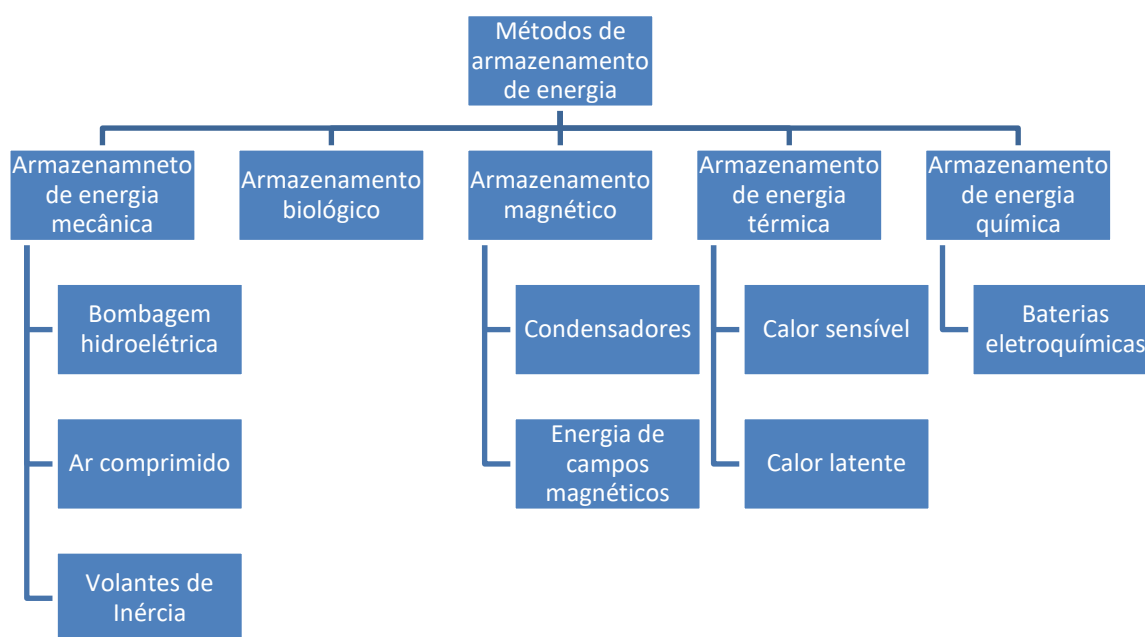 Métodos de
armazenamento
de energia
Armazenamneto
de energia
mecânica
Armazenamento
biológico
Armazenamento
magnético
Armazenamento
de energia
térmica
Armazenamento
de energia
química
Bombagem
hidroelétrica
Condensadores
Calor sensível
Baterias
eletroquímicas
Ar comprimido
Energia de
campos
magnéticos
Calor latente
Volantes de
Inércia